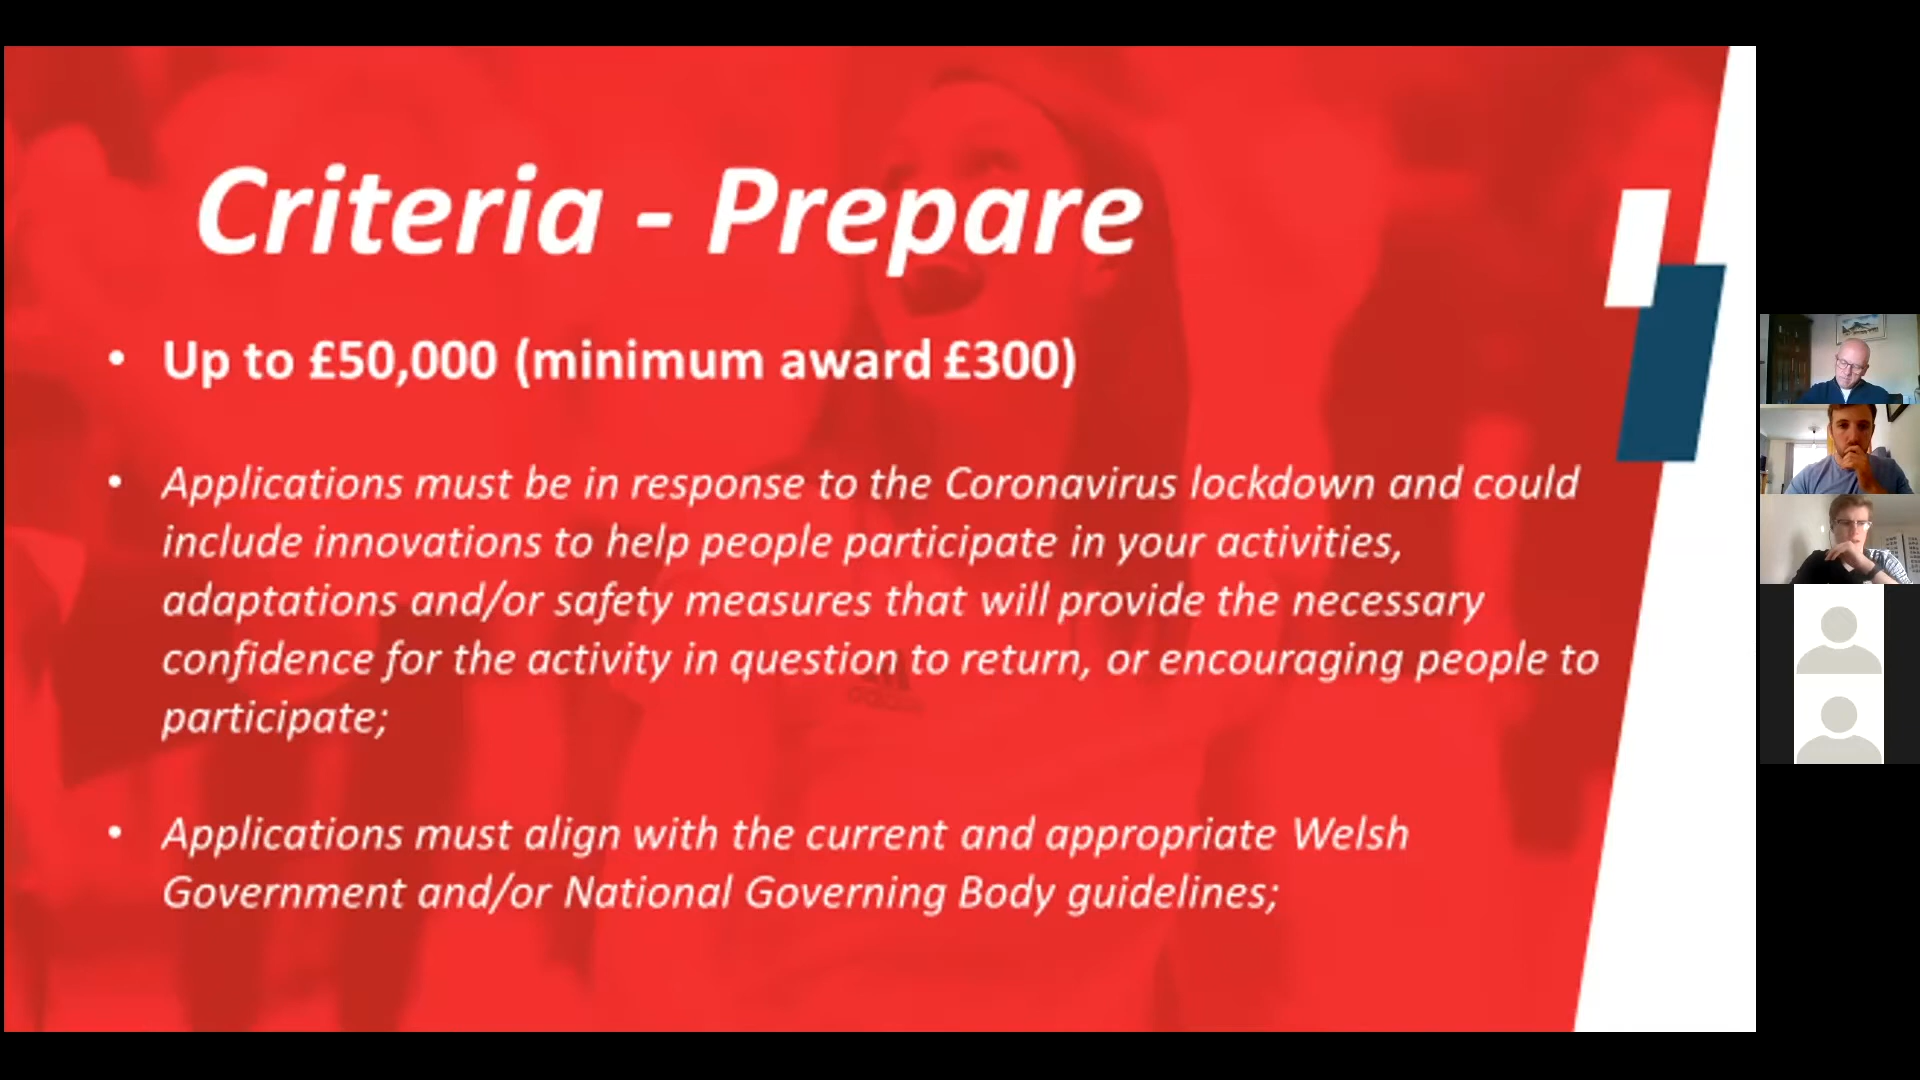 Criteria - Prepare
• Up to £50,000 (minimum award £300)
• Applications must be in response to the Coronavirus lockdown and could
include innovations to help people participate in your activities,
adaptations and/or safety measures that will provide the necessary
confidence for the activity in question to return, or encouraging people to
participate;
• Applications must align with the current and appropriate Welsh
Government and/or National Governing Body guidelines;
adidas